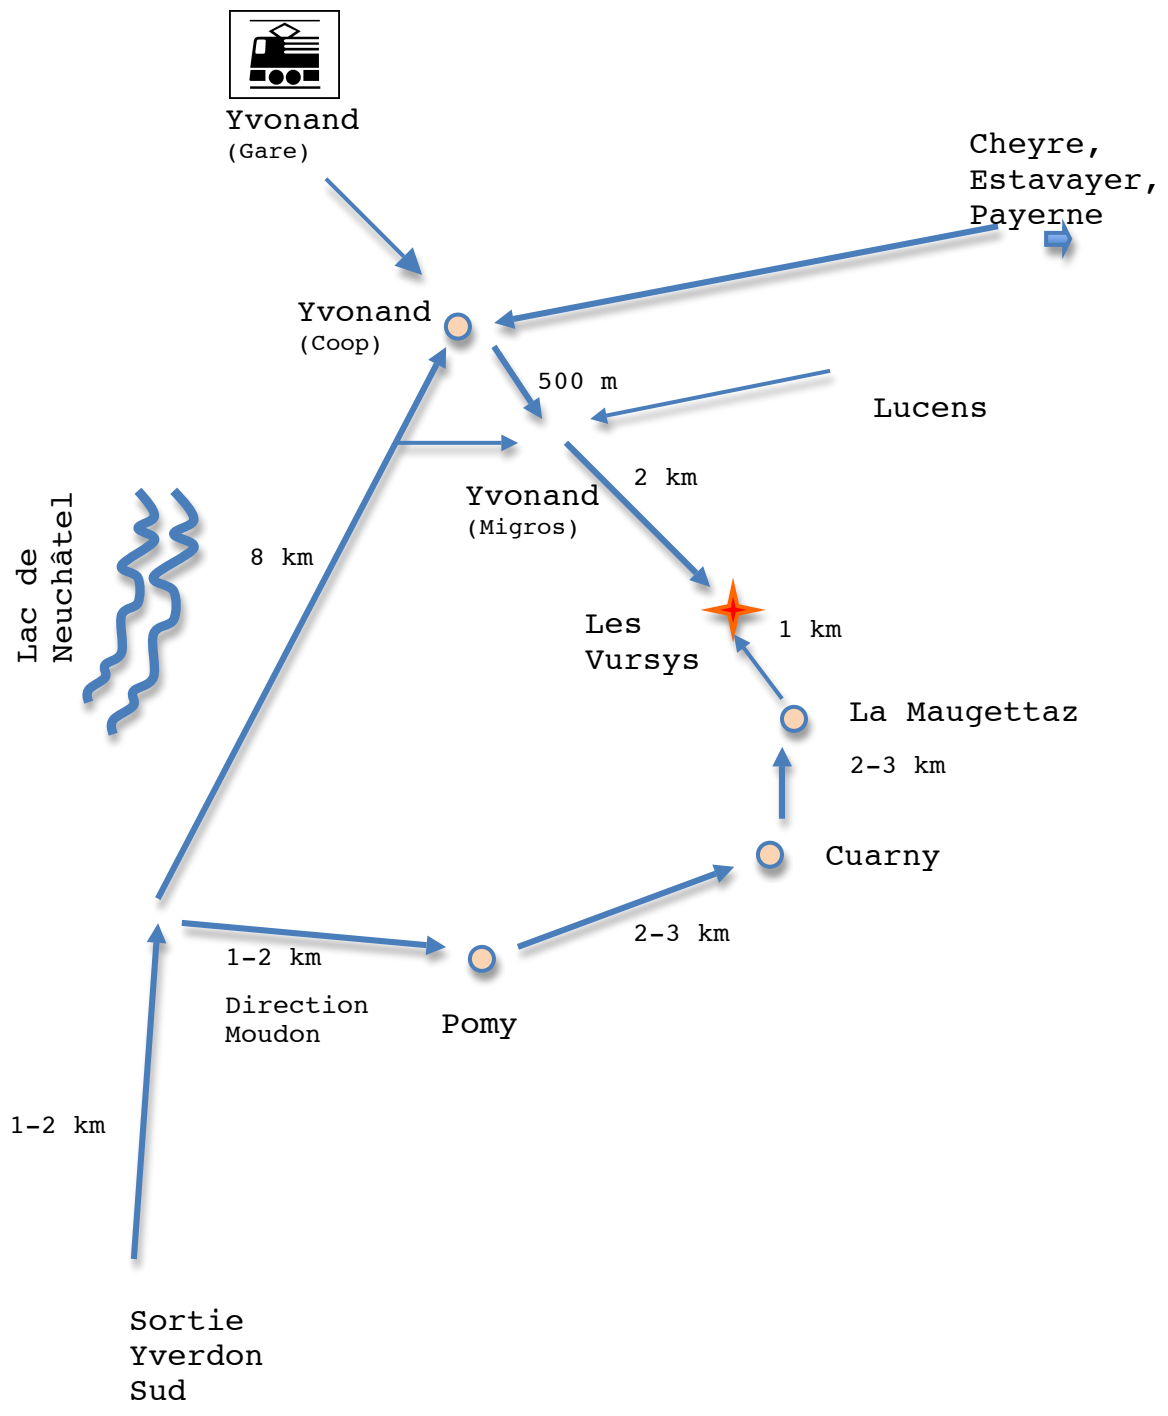 Yvonand
(Gare)
Cheyre,
Estavayer,
Payerne
Yvonand
(Coop)
500 m
Lucens
2 km
Yvonand
(Migros)
Lac de
Neuchâtel
8 km
Les
Vursys
1 km
La Maugettaz
2-3 km
Cuarny
2-3 km
1-2 km
Direction
Moudon
Pomy
1-2 km
Sortie
Yverdon
Sud